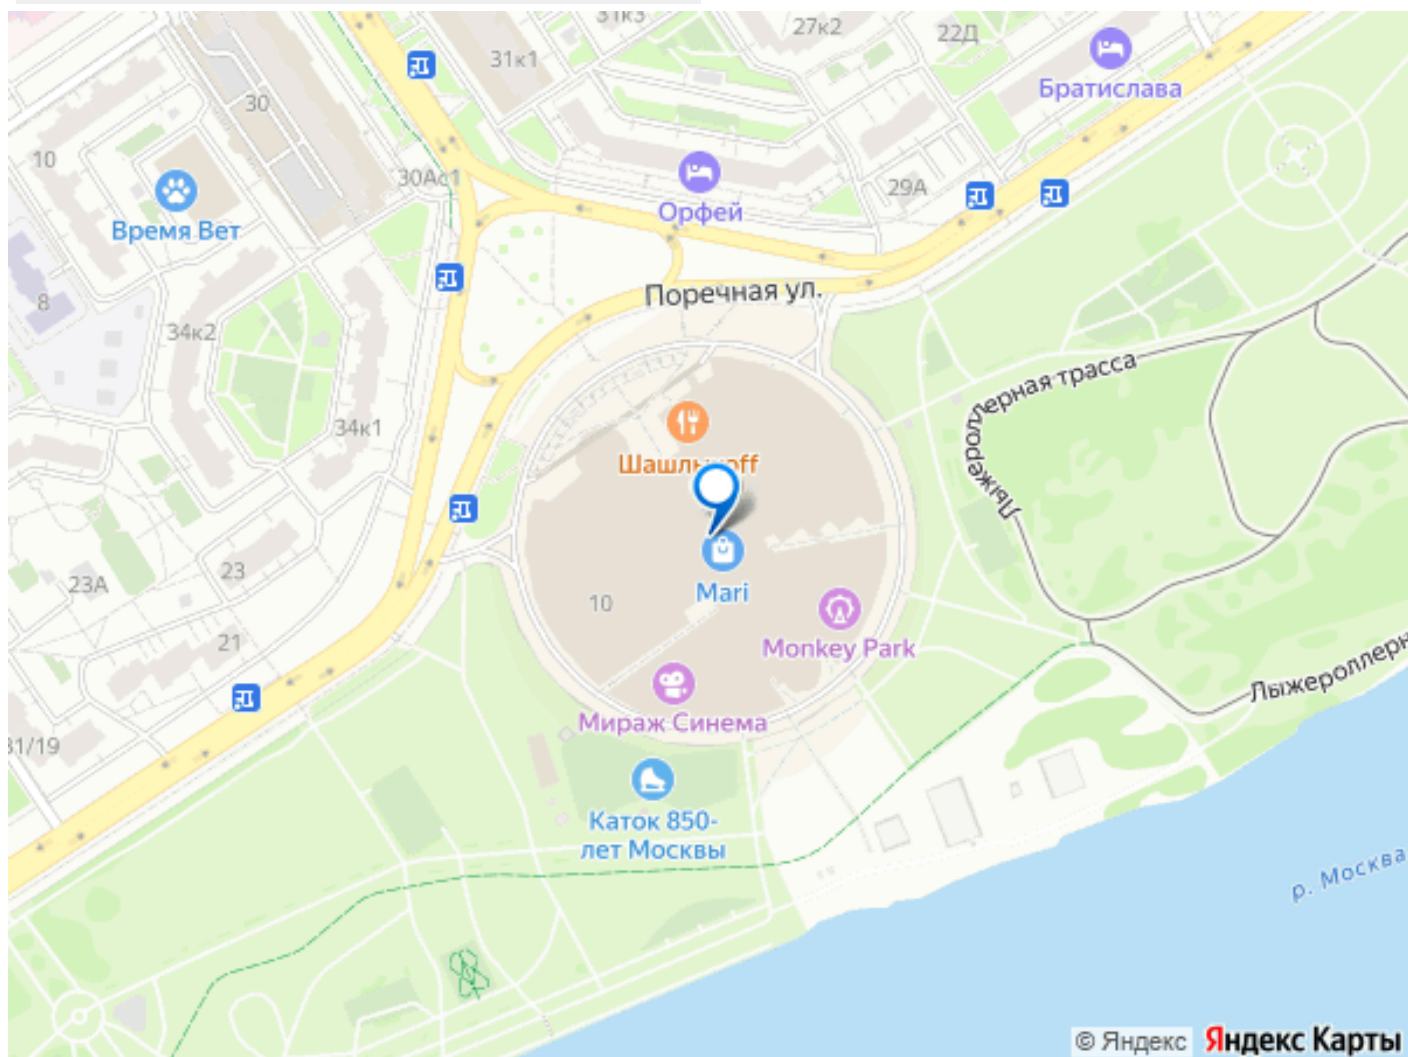 31к3
27к2
22Д
31к1
Братислава
30
10
30Ас1
29А
Время Вет
Орфей
8
Поречная ул.
34к2
Лыжероллерная трасса
34к1
Шашлыкоff
23А
23
Mari
10
21
Monkey Park
Лыжероллерн
Мираж Синема
31/19
Каток 850-
лет Москвы
р. Москва
© Яндекс Яндекс Карты